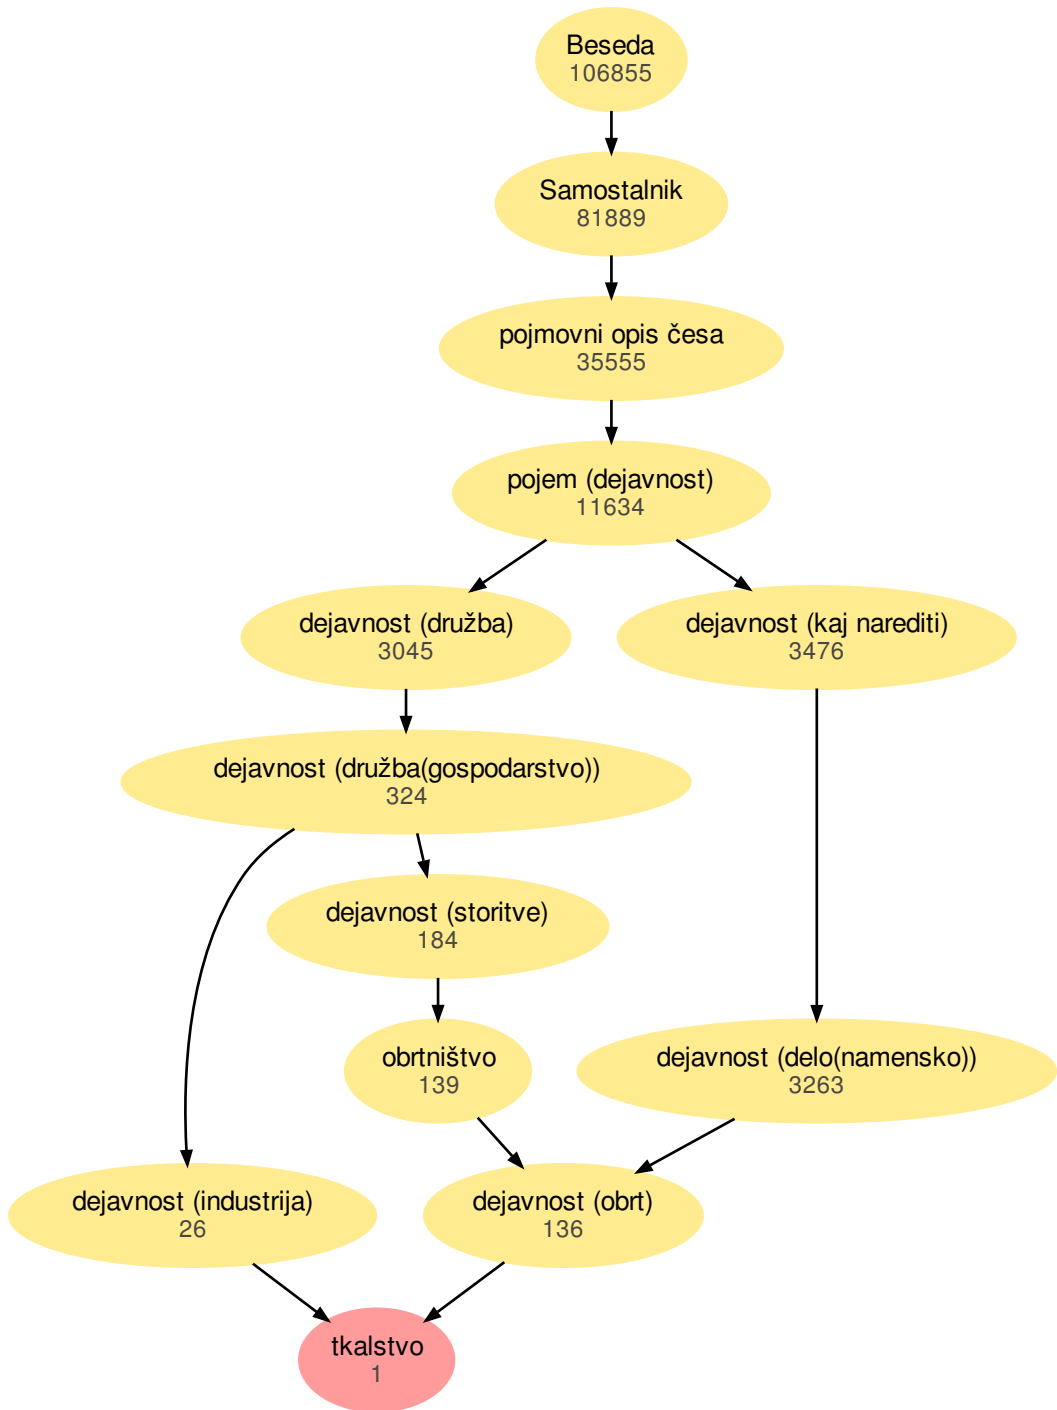 Beseda
106855
Samostalnik
81889
pojmovni opis česa
35555
pojem (dejavnost)
11634
dejavnost (družba)
3045
dejavnost (kaj narediti)
3476
dejavnost (družba(gospodarstvo))
324
dejavnost (storitve)
184
obrtništvo
139
dejavnost (delo(namensko))
3263
dejavnost (industrija)
26
dejavnost (obrt)
136
tkalstvo
1